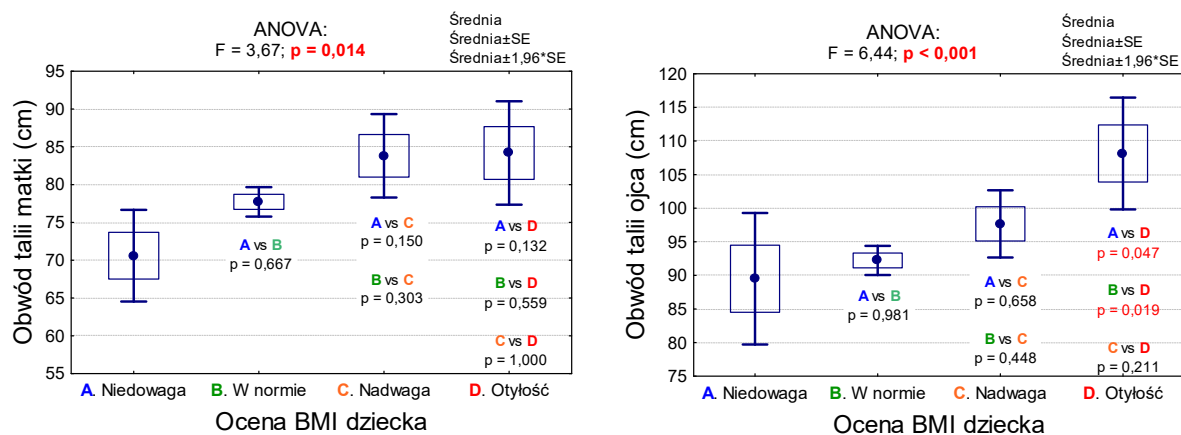 ANOVA:
F = 3,67; p = 0,014
Średnia
Średnia±SE
Średnia±1,96*SE
Obwód talii matki (cm)
95
90
85
80
75
70
65
60
55
A vs B
p = 0,667
A vs C
p = 0,150
B vs C
p = 0,303
A vs D
p = 0,132
B vs D
p = 0,559
C vs D
p = 1,000
A. Niedowaga
B. W normie
C. Nadwaga
D. Otyłość
Ocena BMI dziecka
ANOVA:
F = 6,44; p < 0,001
Średnia
Średnia±SE
Średnia±1,96*SE
Obwód talii ojca (cm)
120
115
110
105
100
95
90
85
80
75
A vs B
p = 0,981
A vs C
p = 0,658
B vs C
p = 0,448
A vs D
p = 0,047
B vs D
p = 0,019
C vs D
p = 0,211
A. Niedowaga
B. W normie
C. Nadwaga
D. Otyłość
Ocena BMI dziecka